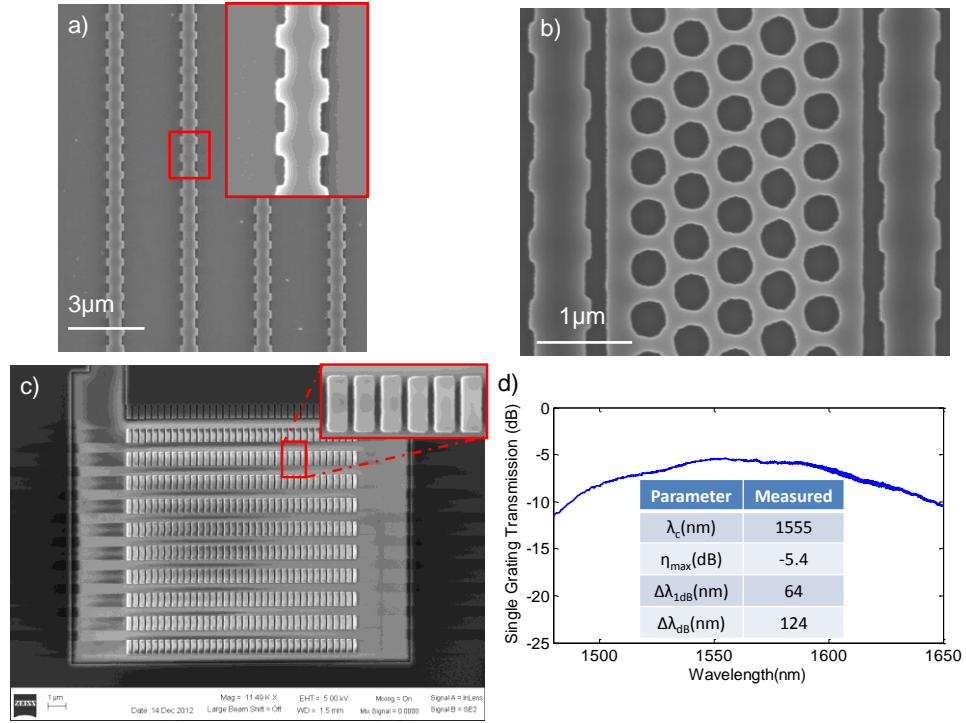 a)
3μm
b)
1μm
c)
ZEISS
1 µm
Mag = 11.49 K X
EHT = 5.00 kV
Mixing = On
Signal A = InLens
Date :14 Dec 2012
Large Beam Shift = Off
WD = 1.5 mm
Mix Signal = 0.0000
Signal B = SE2
d)
Single Grating Transmission (dB)
0
-5
-10
-15
-20
-25
Parameter Measured
λc(nm) 1555
ηmax(dB) -5.4
Δλ1dB(nm) 64
ΔλdB(nm) 124
1500 1550 1600 1650
Wavelength(nm)